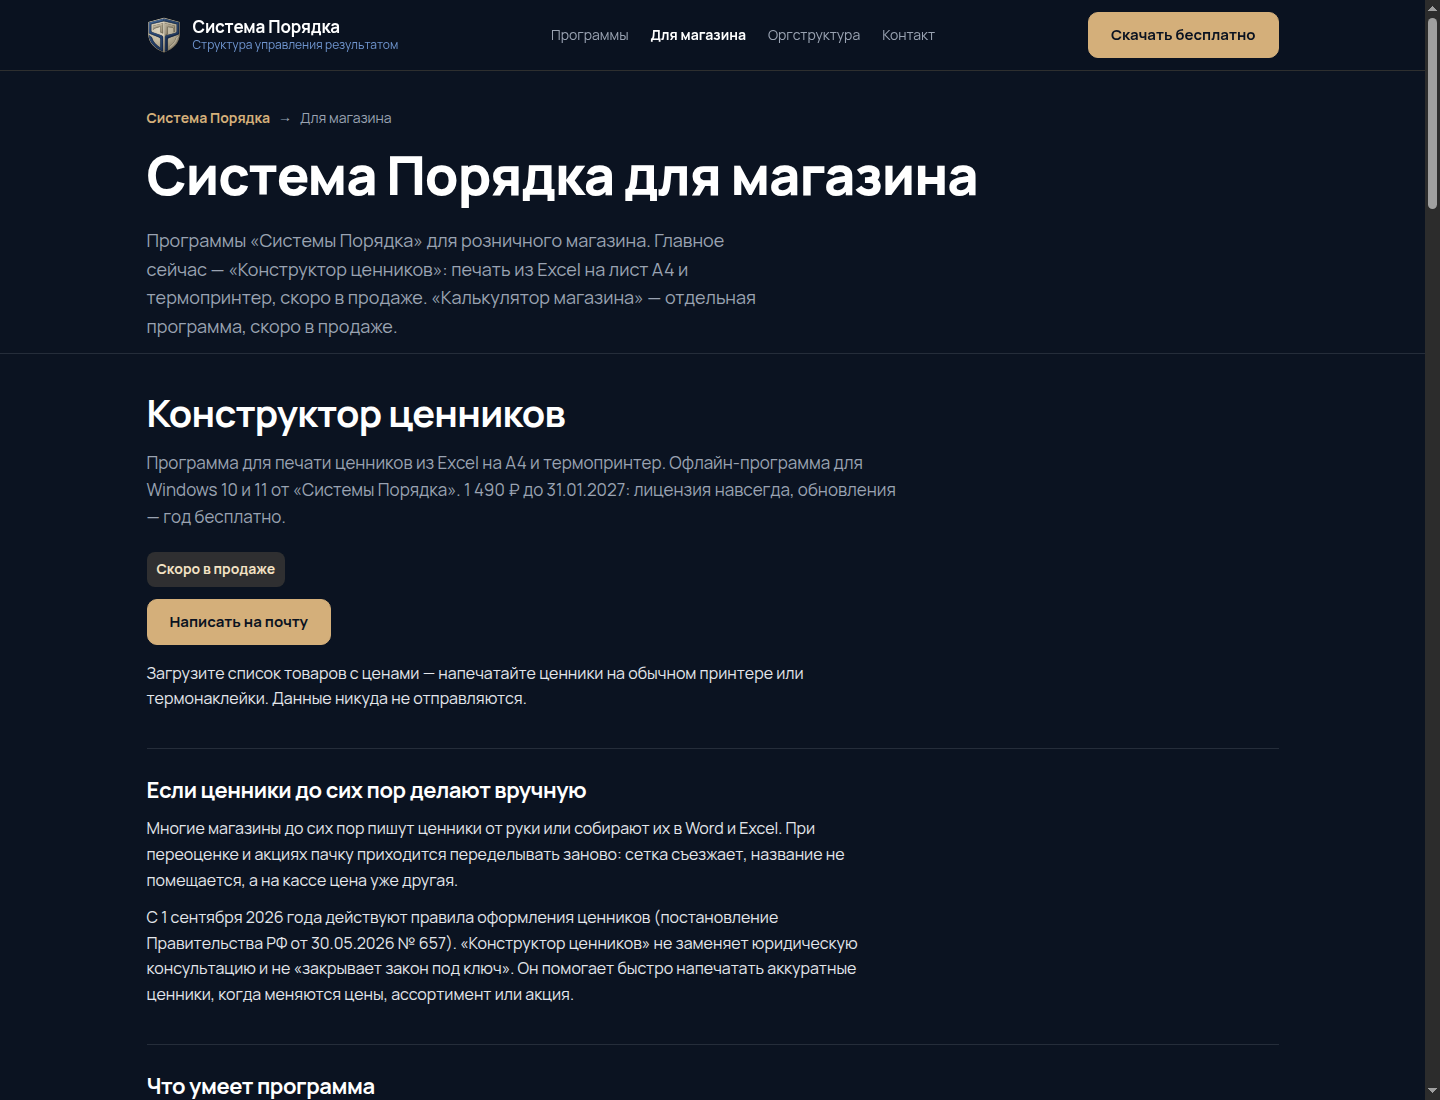 Система Порядка
Структура управления результатом
Программы
Для магазина
Оргструктура
Контакт
Скачать бесплатно
Система Порядка → Для магазина
Система Порядка для магазина
Программы «Системы Порядка» для розничного магазина. Главное
сейчас — «Конструктор ценников»: печать из Excel на лист А4 и
термопринтер, скоро в продаже. «Калькулятор магазина» — отдельная
программа, скоро в продаже.
Конструктор ценников
Программа для печати ценников из Excel на А4 и термопринтер. Офлайн-программа для
Windows 10 и 11 от «Системы Порядка». 1 490 ₽ до 31.01.2027: лицензия навсегда, обновления
— год бесплатно.
Скоро в продаже
Написать на почту
Загрузите список товаров с ценами — напечатайте ценники на обычном принтере или
термонаклейки. Данные никуда не отправляются.
Если ценники до сих пор делают вручную
Многие магазины до сих пор пишут ценники от руки или собирают их в Word и Excel. При
переоценке и акциях пачку приходится переделывать заново: сетка съезжает, название не
помещается, а на кассе цена уже другая.
С 1 сентября 2026 года действуют правила оформления ценников (постановление
Правительства РФ от 30.05.2026 № 657). «Конструктор ценников» не заменяет юридическую
консультацию и не «закрывает закон под ключ». Он помогает быстро напечатать аккуратные
ценники, когда меняются цены, ассортимент или акция.
Что умеет программа